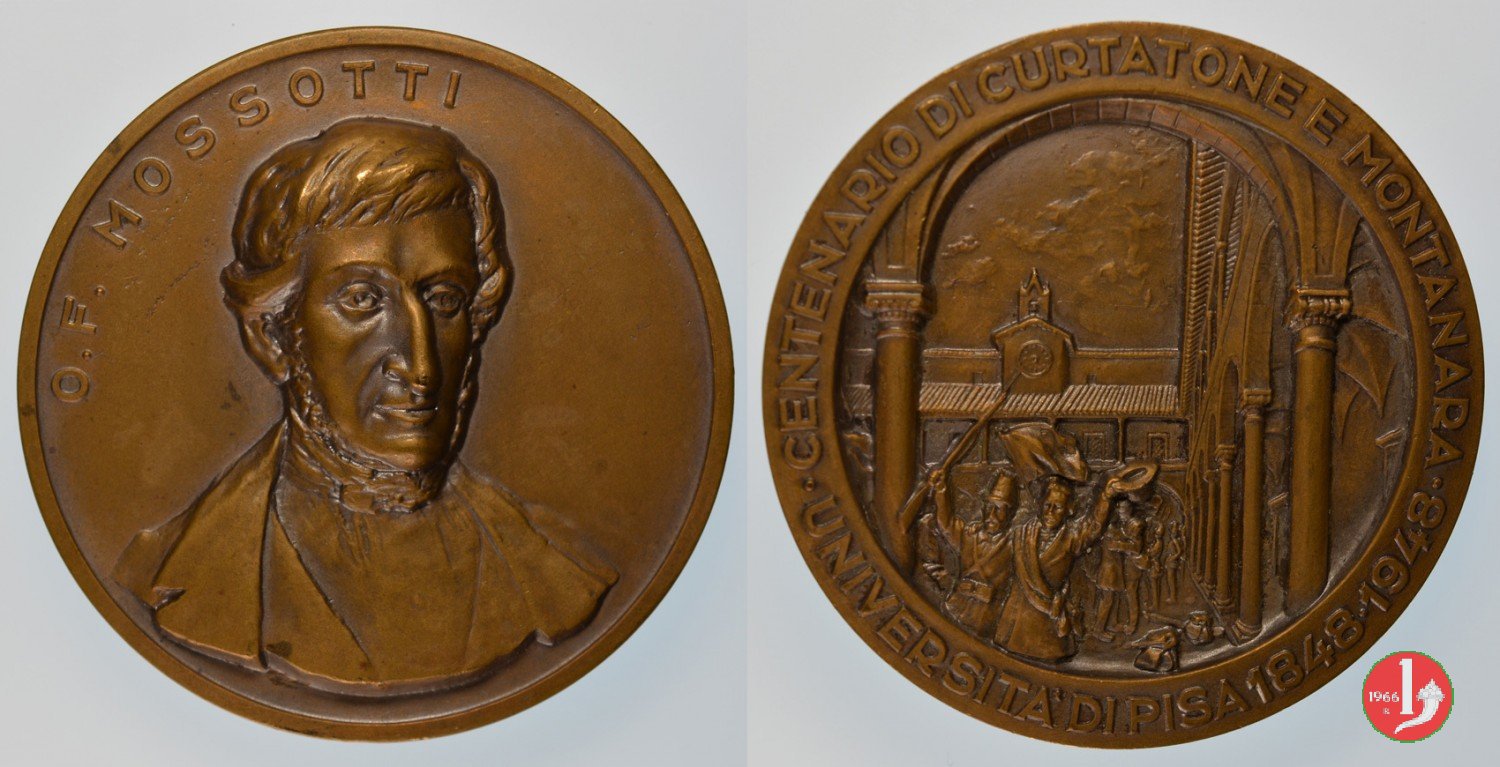 O. F. MOSSOTTI
· CENTENARIO DI CURTATONE E MONTANARA ·
UNIVERSITA' DI PISA 1848·1948
1966
R